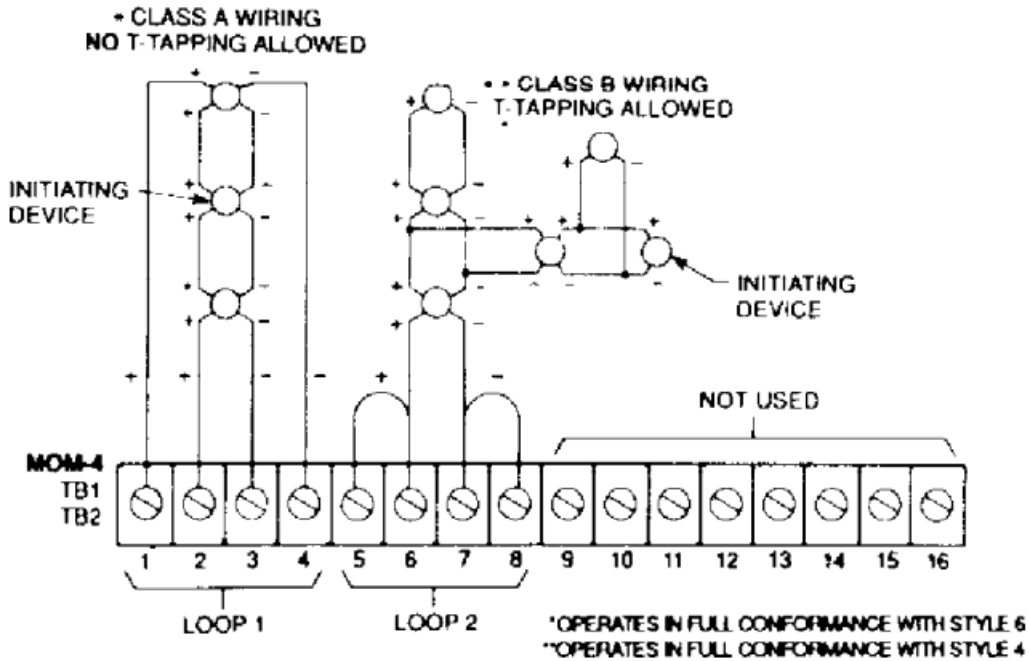 * CLASS A WIRING
NO T-TAPPING ALLOWED
* * CLASS B WIRING
T-TAPPING ALLOWED
INITIATING
DEVICE
INITIATING
DEVICE
NOT USED
MOM-4
TB1
TB2
1 2 3 4 5 6 7 8 9 10 11 12 13 14 15 16
LOOP 1
LOOP 2
*OPERATES IN FULL CONFORMANCE WITH STYLE 6
**OPERATES IN FULL CONFORMANCE WITH STYLE 4